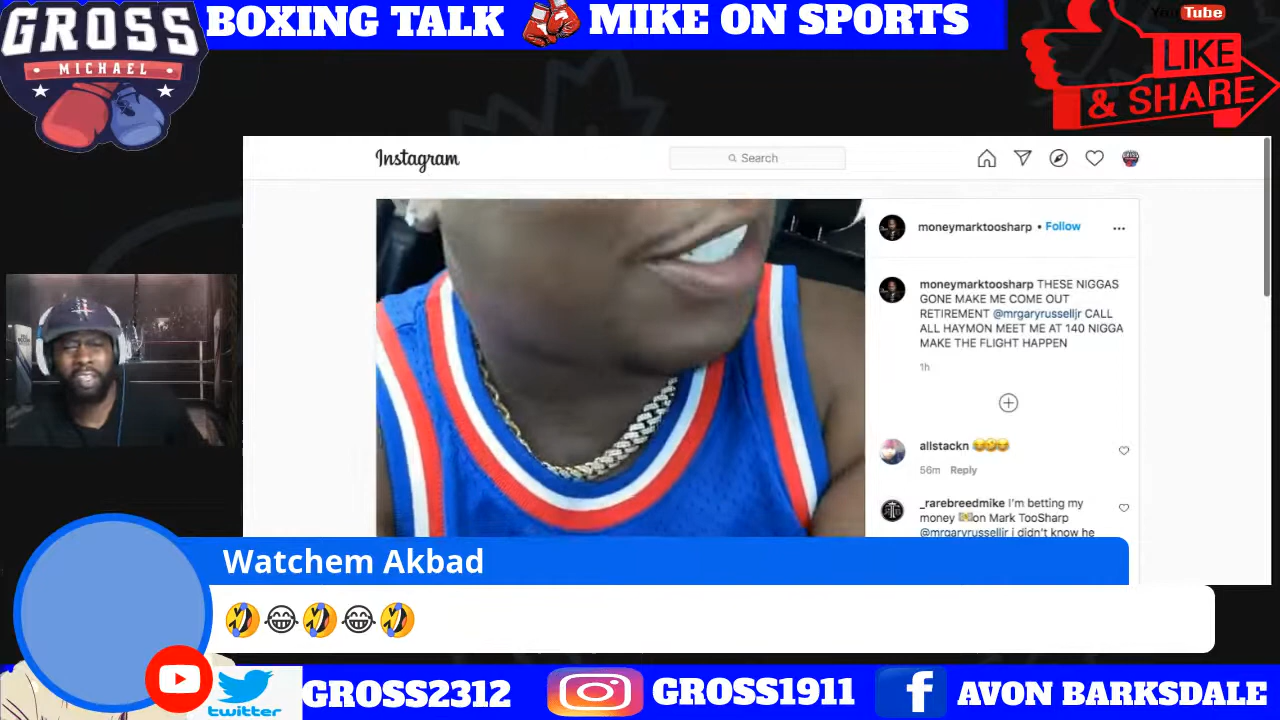 GROSS
MICHAEL
BOXING TALK
MIKE ON SPORTS
YouTube
LIKE
& SHARE
Instagram
Search
moneymarktoosharp • Follow
moneymarktoosharp THESE NIGGAS
GONE MAKE ME COME OUT
RETIREMENT @mrgaryrusselljr CALL
ALL HAYMON MEET ME AT 140 NIGGA
MAKE THE FLIGHT HAPPEN
1h
allstackn 😂🤣😂
56m Reply
_rarebreedmike I'm betting my
money 💵on Mark TooSharp
@mrgaryrusselljr i didn't know he
Watchem Akbad
🤣😂🤣😂🤣
twitter
GROSS2312
GROSS1911
f
AVON BARKSDALE